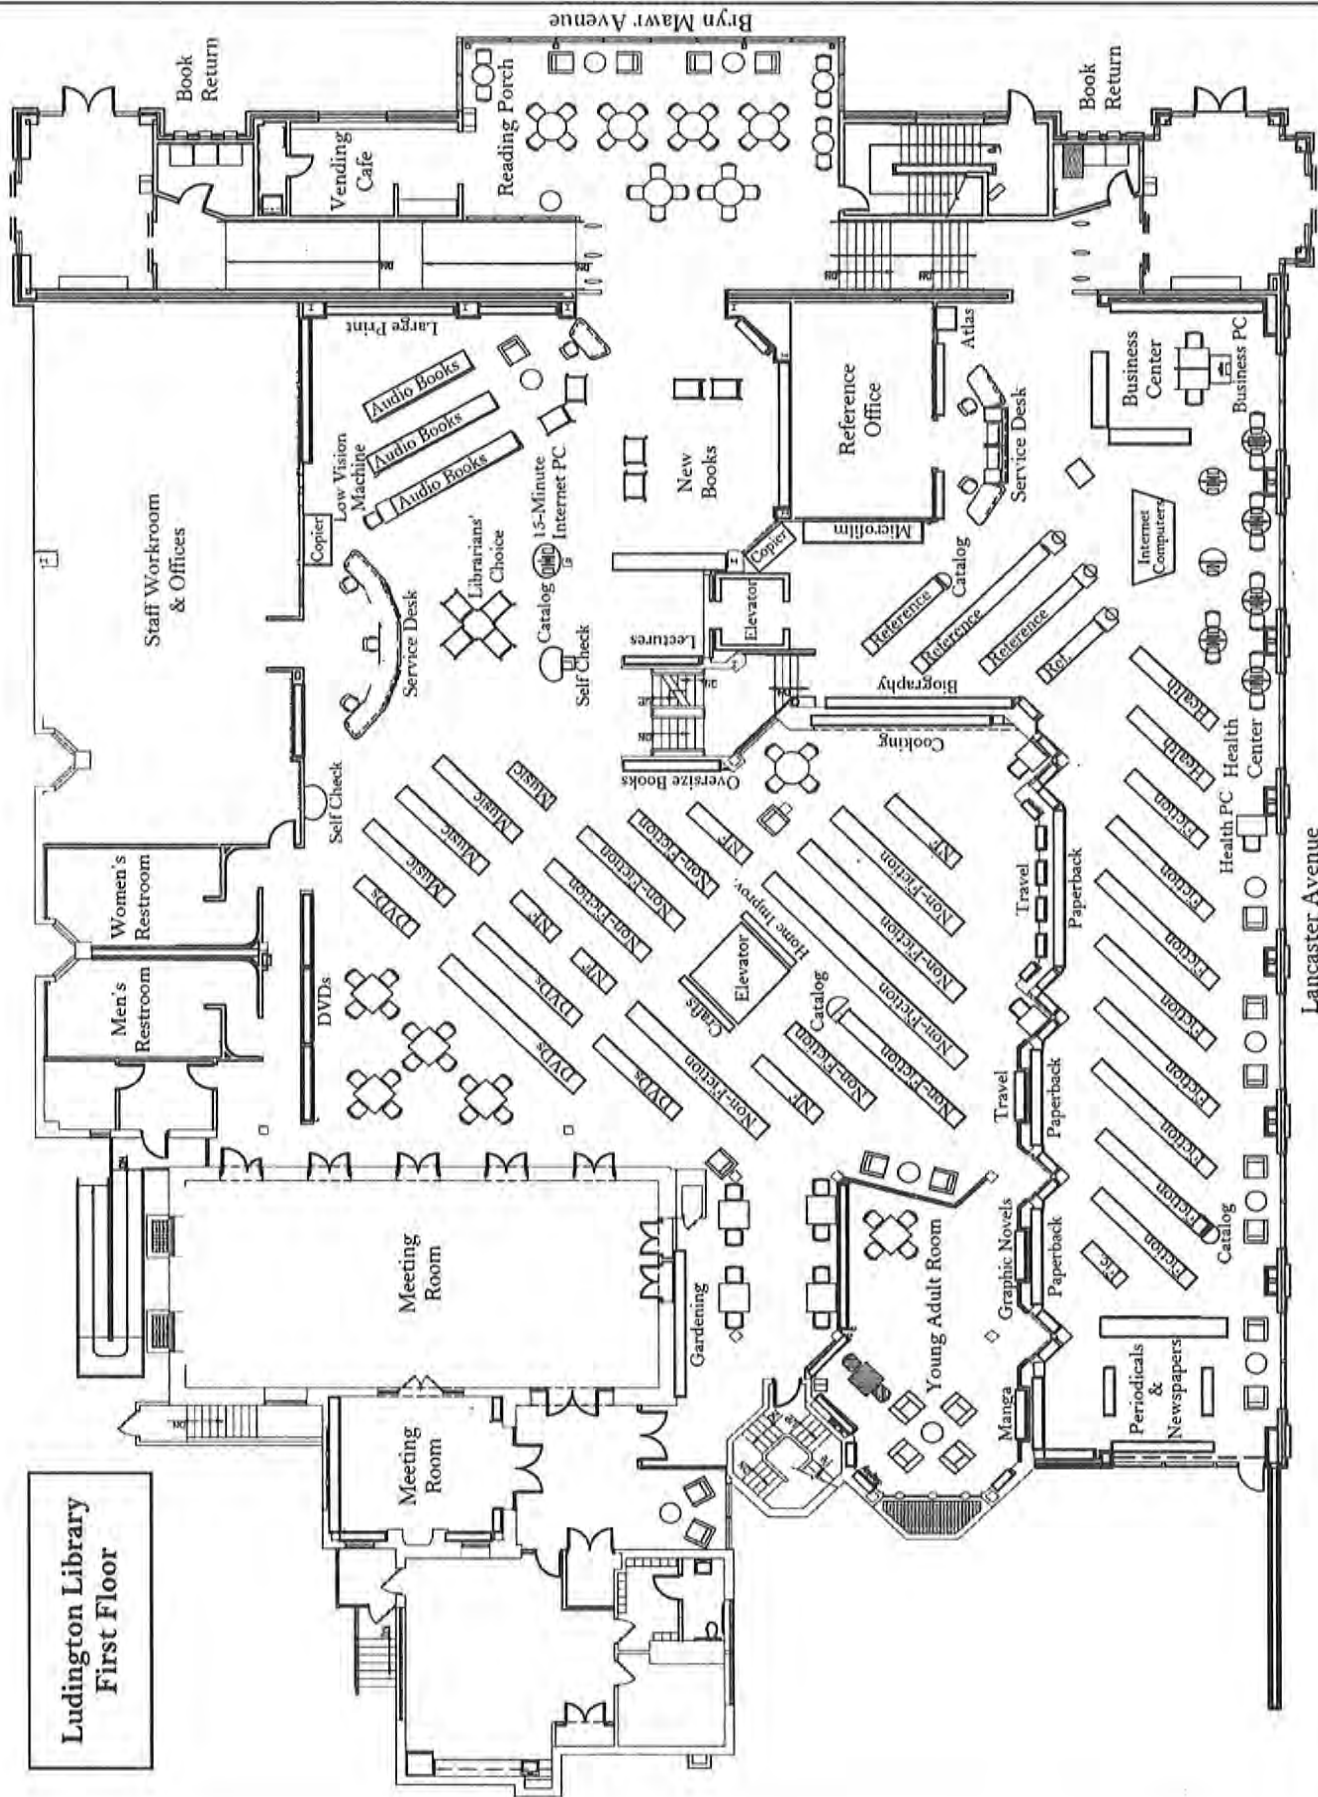 Ludington Library
First Floor
Staff Workroom
& Offices
Women's
Restroom
Men's
Restroom
Book
Return
Vending
Cafe
Reading Porch
Bryn Mawr Avenue
Book
Return
Self Check
DVDs
Copier
Low Vision
Machine
Large Print
Audio Books
Audio Books
Audio Books
Service Desk
Librarians'
Choice
Catalog
15-Minute
Internet PC
Self Check
Meeting
Room
Meeting
Room
DVDs
DVDs
DVDs
DVDs
Music
Music
Music
Music
NF
NF
NF
Non-Fiction
Non-Fiction
Non-Fiction
Non-Fiction
Oversize Books
Lectures
Elevator
Copier
New
Books
Microfilm
Reference
Office
Atlas
Service Desk
Gardening
Crafts
Elevator
Home Improv.
Catalog
NF
Non-Fiction
Non-Fiction
Non-Fiction
Non-Fiction
Non-Fiction
NF
Cooking
Biography
Reference
Catalog
Reference
Reference
Ref.
Internet
Computers
Business
Center
Business PC
Young Adult Room
Manga
Graphic Novels
Travel
Travel
Paperback
Paperback
Paperback
Periodicals
&
Newspapers
Fic.
Fiction
Fiction
Fiction
Fiction
Fiction
Fiction
Fiction
Fiction
Health
Health
Catalog
Health PC
Health
Center
Lancaster Avenue